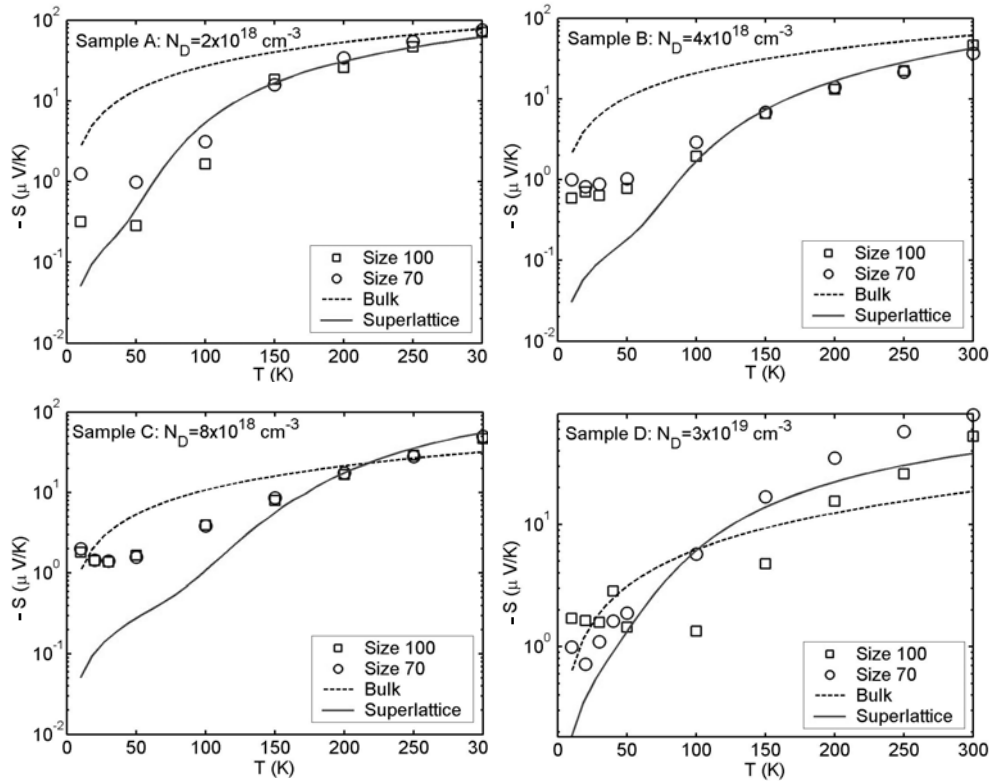 Sample A: N_D=2x10^18 cm^-3
- S (μ V/K)
10^2
10^1
10^0
10^-1
10^-2
0 50 100 150 200 250 30
T (K)
Size 100
Size 70
Bulk
Superlattice
Sample B: N_D=4x10^18 cm^-3
- S (μ V/K)
10^2
10^1
10^0
10^-1
10^-2
0 50 100 150 200 250 300
T (K)
Size 100
Size 70
Bulk
Superlattice
Sample C: N_D=8x10^18 cm^-3
- S (μ V/K)
10^2
10^1
10^0
10^-1
10^-2
0 50 100 150 200 250 30
T (K)
Size 100
Size 70
Bulk
Superlattice
Sample D: N_D=3x10^19 cm^-3
- S (μ V/K)
10^1
10^0
0 50 100 150 200 250 300
T (K)
Size 100
Size 70
Bulk
Superlattice